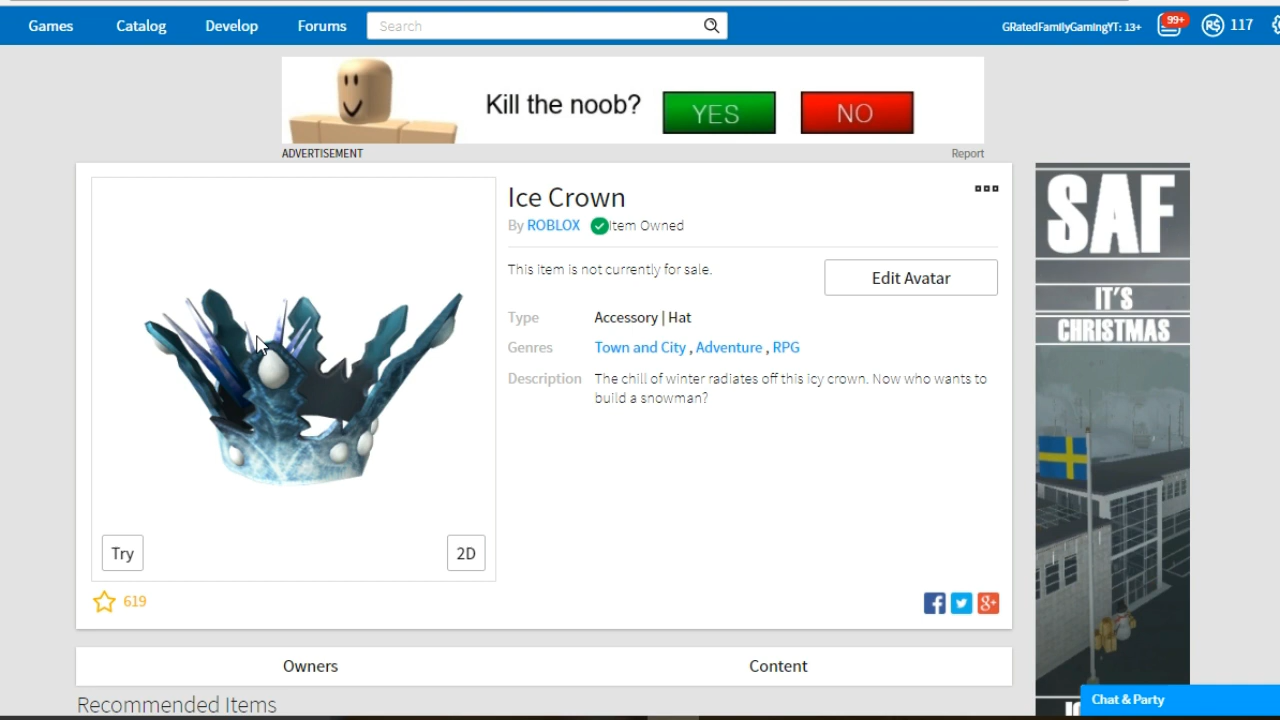 Games Catalog Develop Forums Search GRatedFamilyGamingYT: 13+ 99+ R$ 117
Kill the noob? YES NO
ADVERTISEMENT Report
Ice Crown
By ROBLOX Item Owned
This item is not currently for sale. Edit Avatar
Type Accessory | Hat
Genres Town and City , Adventure , RPG
Description The chill of winter radiates off this icy crown. Now who wants to
build a snowman?
Try 2D
619
f g+
Owners Content
Recommended Items
SAF
IT'S
CHRISTMAS
Chat & Party